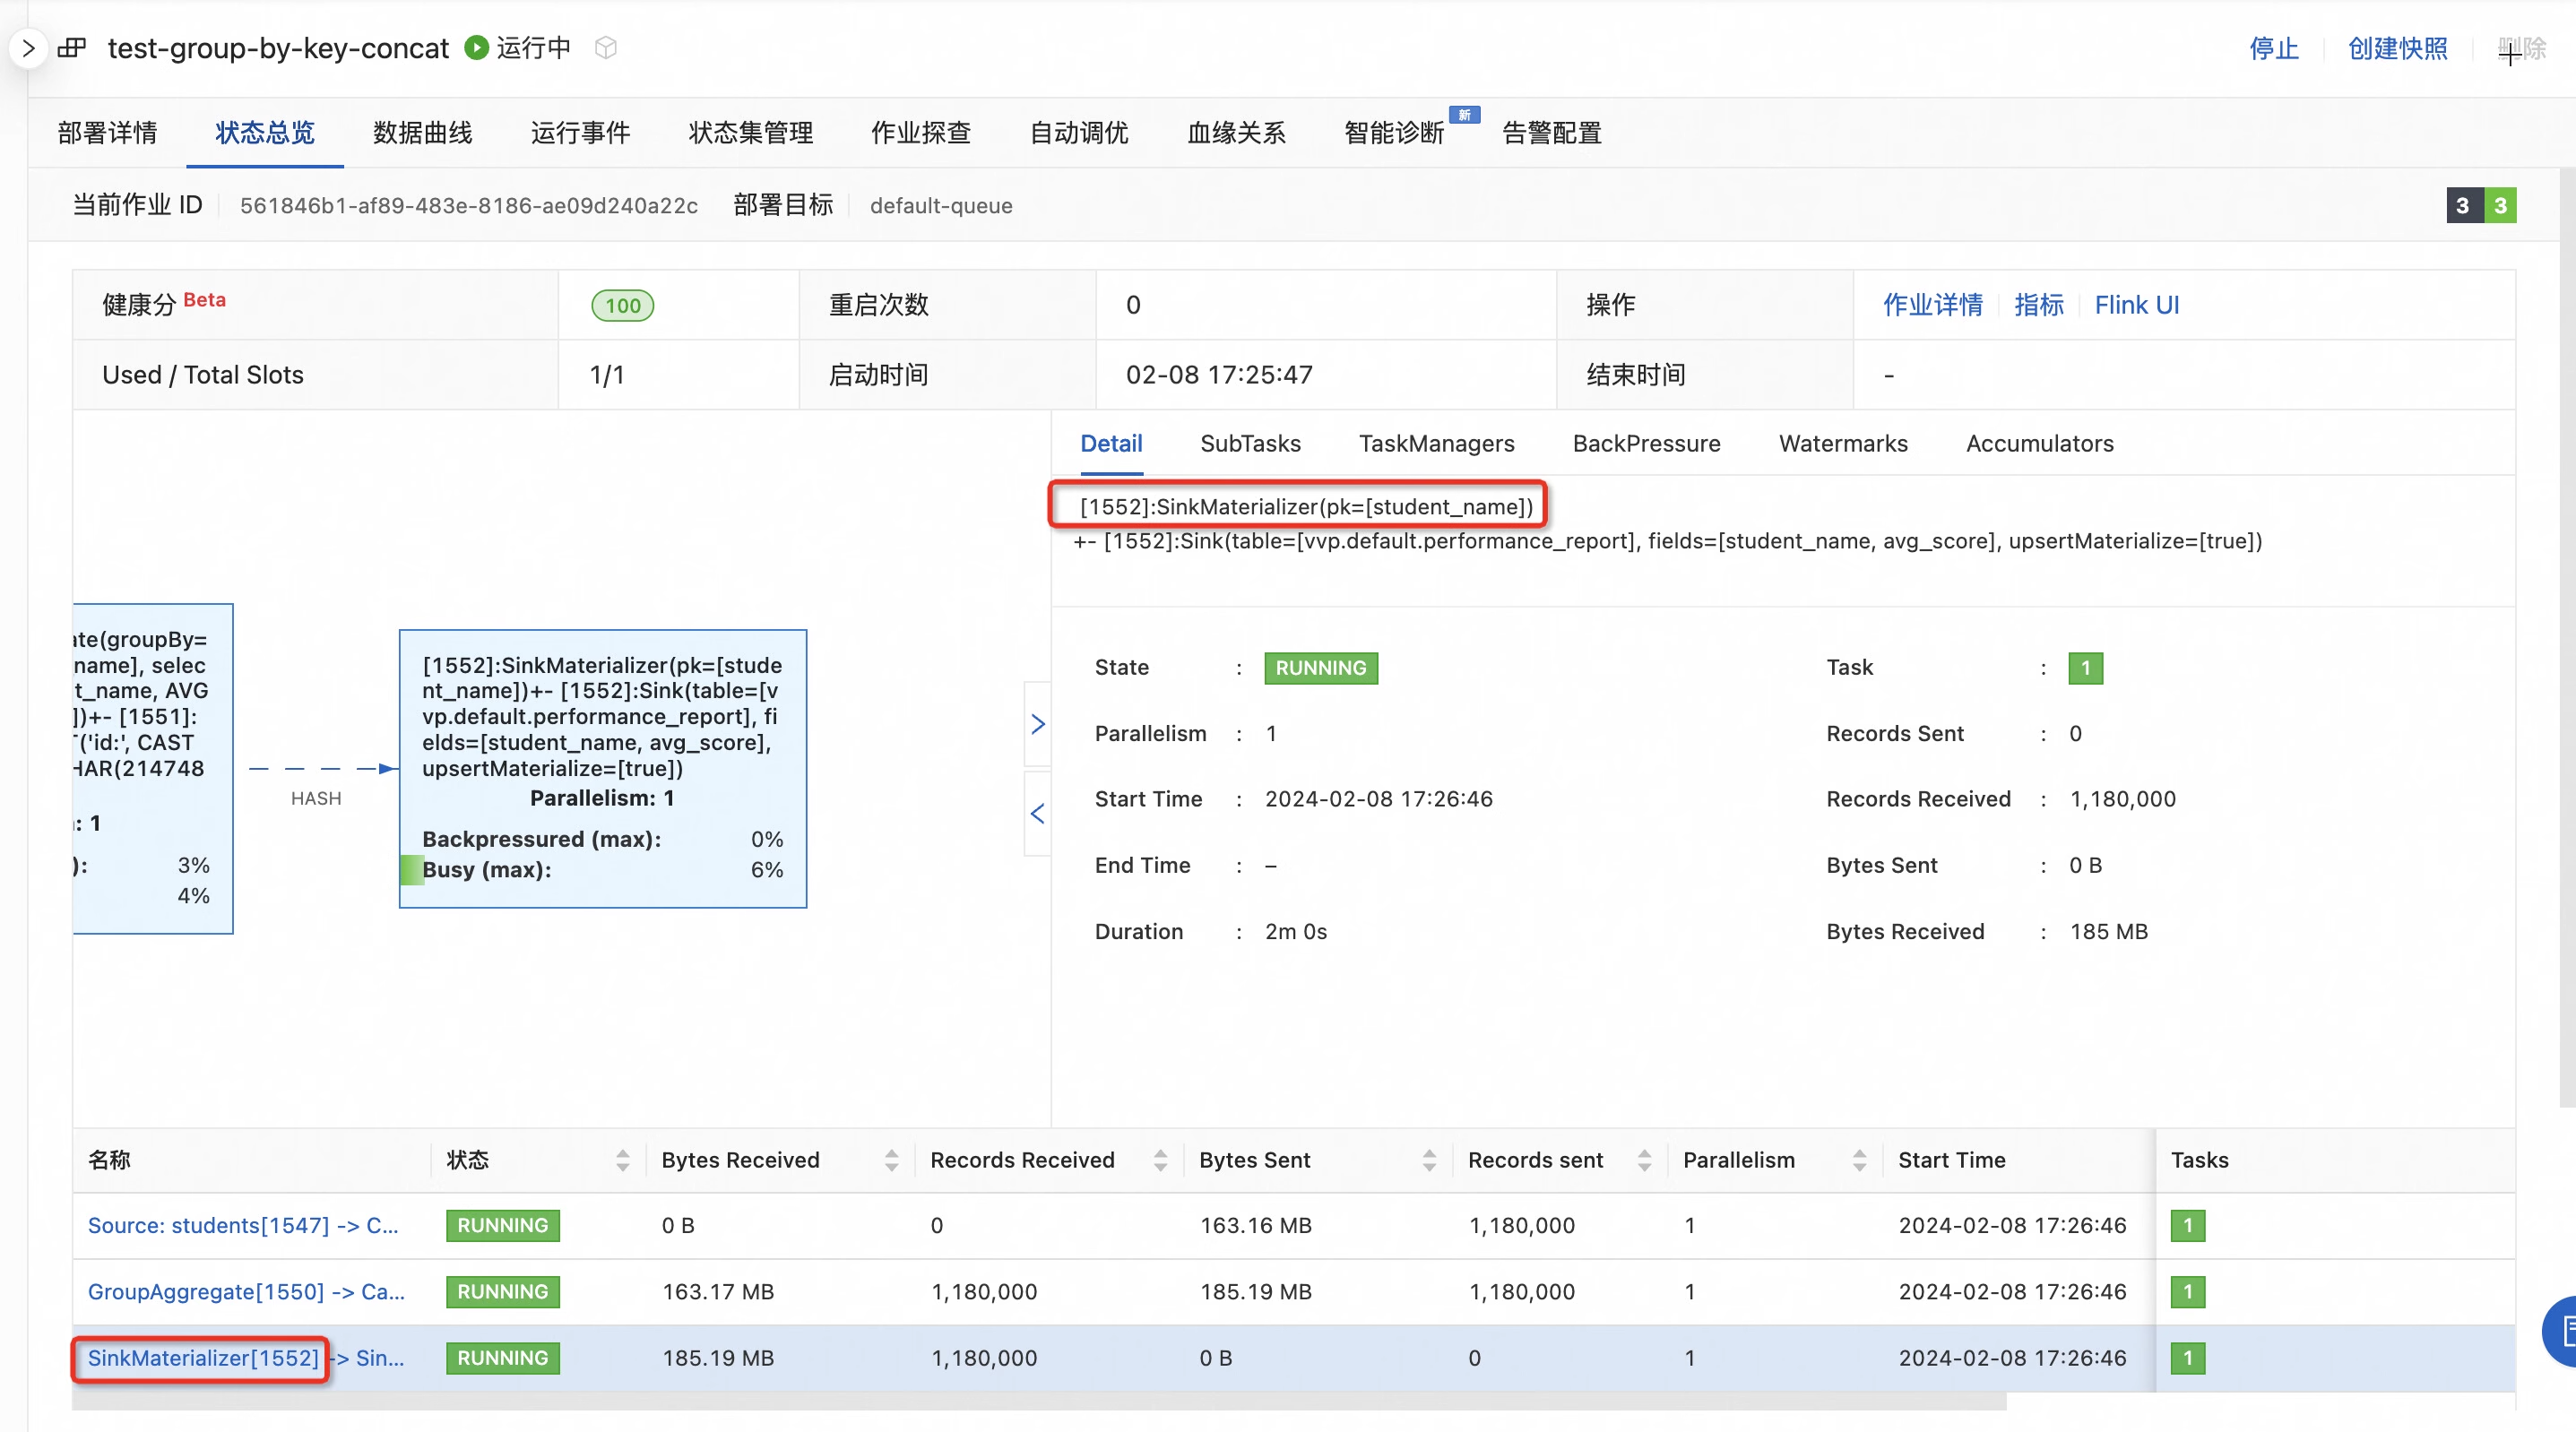 test-group-by-key-concat 运行中
停止 创建快照 删除
部署详情 状态总览 数据曲线 运行事件 状态集管理 作业探查 自动调优 血缘关系 智能诊断 新 告警配置
当前作业 ID 561846b1-af89-483e-8186-ae09d240a22c 部署目标 default-queue 3 3
健康分 Beta 100 重启次数 0 操作 作业详情 指标 Flink UI
Used / Total Slots 1/1 启动时间 02-08 17:25:47 结束时间 -
ate(groupBy=
name], selec
t_name, AVG
])+- [1551]:
T('id:', CAST
HAR(214748
: 1
): 3%
4%
HASH
[1552]:SinkMaterializer(pk=[stude
nt_name])+- [1552]:Sink(table=[v
vp.default.performance_report], fi
elds=[student_name, avg_score],
upsertMaterialize=[true])
Parallelism: 1
Backpressured (max): 0%
Busy (max): 6%
Detail SubTasks TaskManagers BackPressure Watermarks Accumulators
[1552]:SinkMaterializer(pk=[student_name])
+- [1552]:Sink(table=[vvp.default.performance_report], fields=[student_name, avg_score], upsertMaterialize=[true])
State : RUNNING Task : 1
Parallelism : 1 Records Sent : 0
Start Time : 2024-02-08 17:26:46 Records Received : 1,180,000
End Time : – Bytes Sent : 0 B
Duration : 2m 0s Bytes Received : 185 MB
名称 状态 Bytes Received Records Received Bytes Sent Records sent Parallelism Start Time Tasks
Source: students[1547] -> C... RUNNING 0 B 0 163.16 MB 1,180,000 1 2024-02-08 17:26:46 1
GroupAggregate[1550] -> Ca... RUNNING 163.17 MB 1,180,000 185.19 MB 1,180,000 1 2024-02-08 17:26:46 1
SinkMaterializer[1552] -> Sin... RUNNING 185.19 MB 1,180,000 0 B 0 1 2024-02-08 17:26:46 1